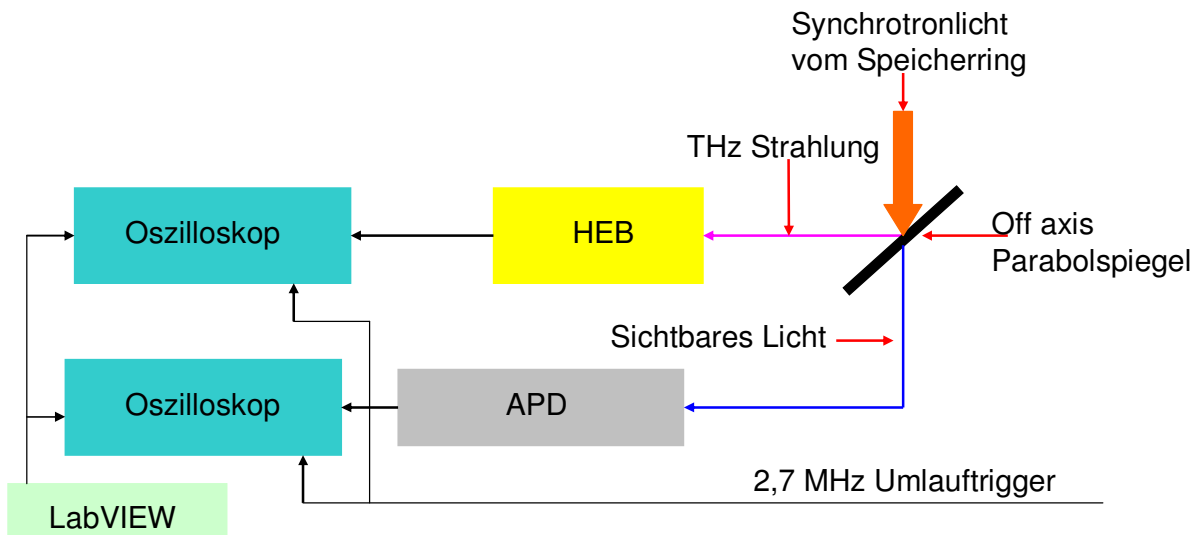 Synchrotronlicht
vom Speicherring
THz Strahlung
Oszilloskop
HEB
Off axis
Parabolspiegel
Sichtbares Licht
Oszilloskop
APD
2,7 MHz Umlauftrigger
LabVIEW